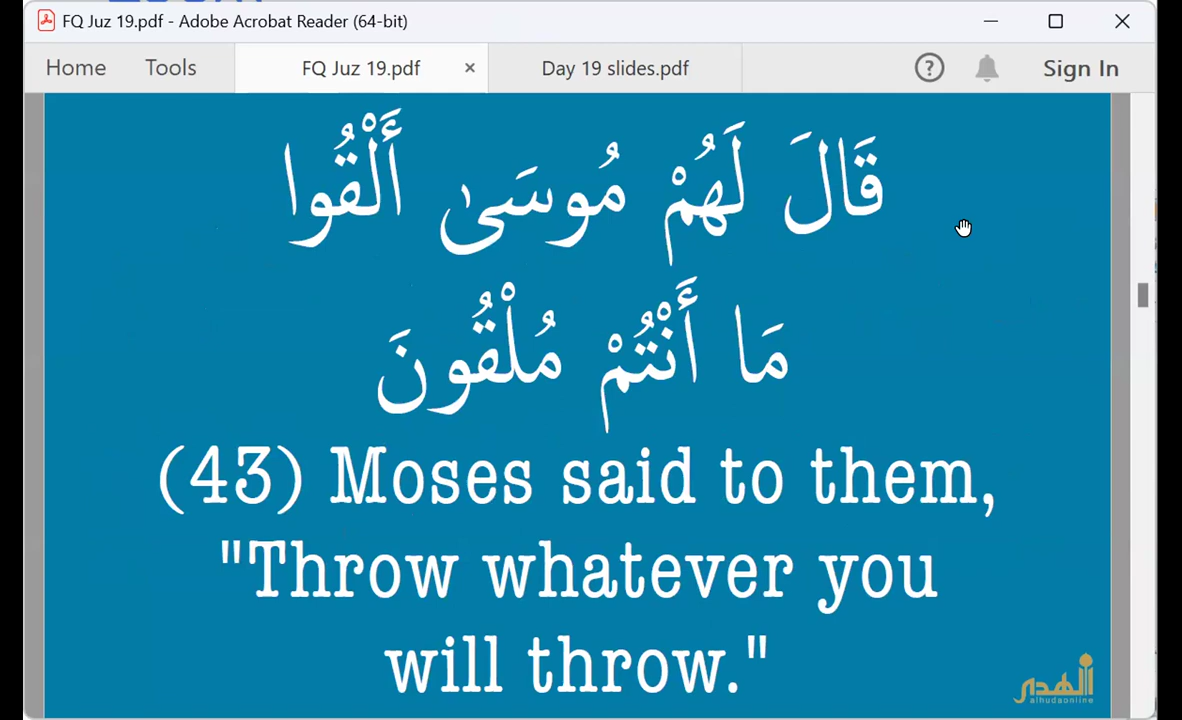 FQ Juz 19.pdf - Adobe Acrobat Reader (64-bit)
Home Tools FQ Juz 19.pdf × Day 19 slides.pdf ? Sign In
قَالَ لَهُمْ مُوسَىٰ أَلْقُوا
مَا أَنْتُمْ مُلْقُونَ
(43) Moses said to them,
"Throw whatever you
will throw."
الهدى
alhudaonline